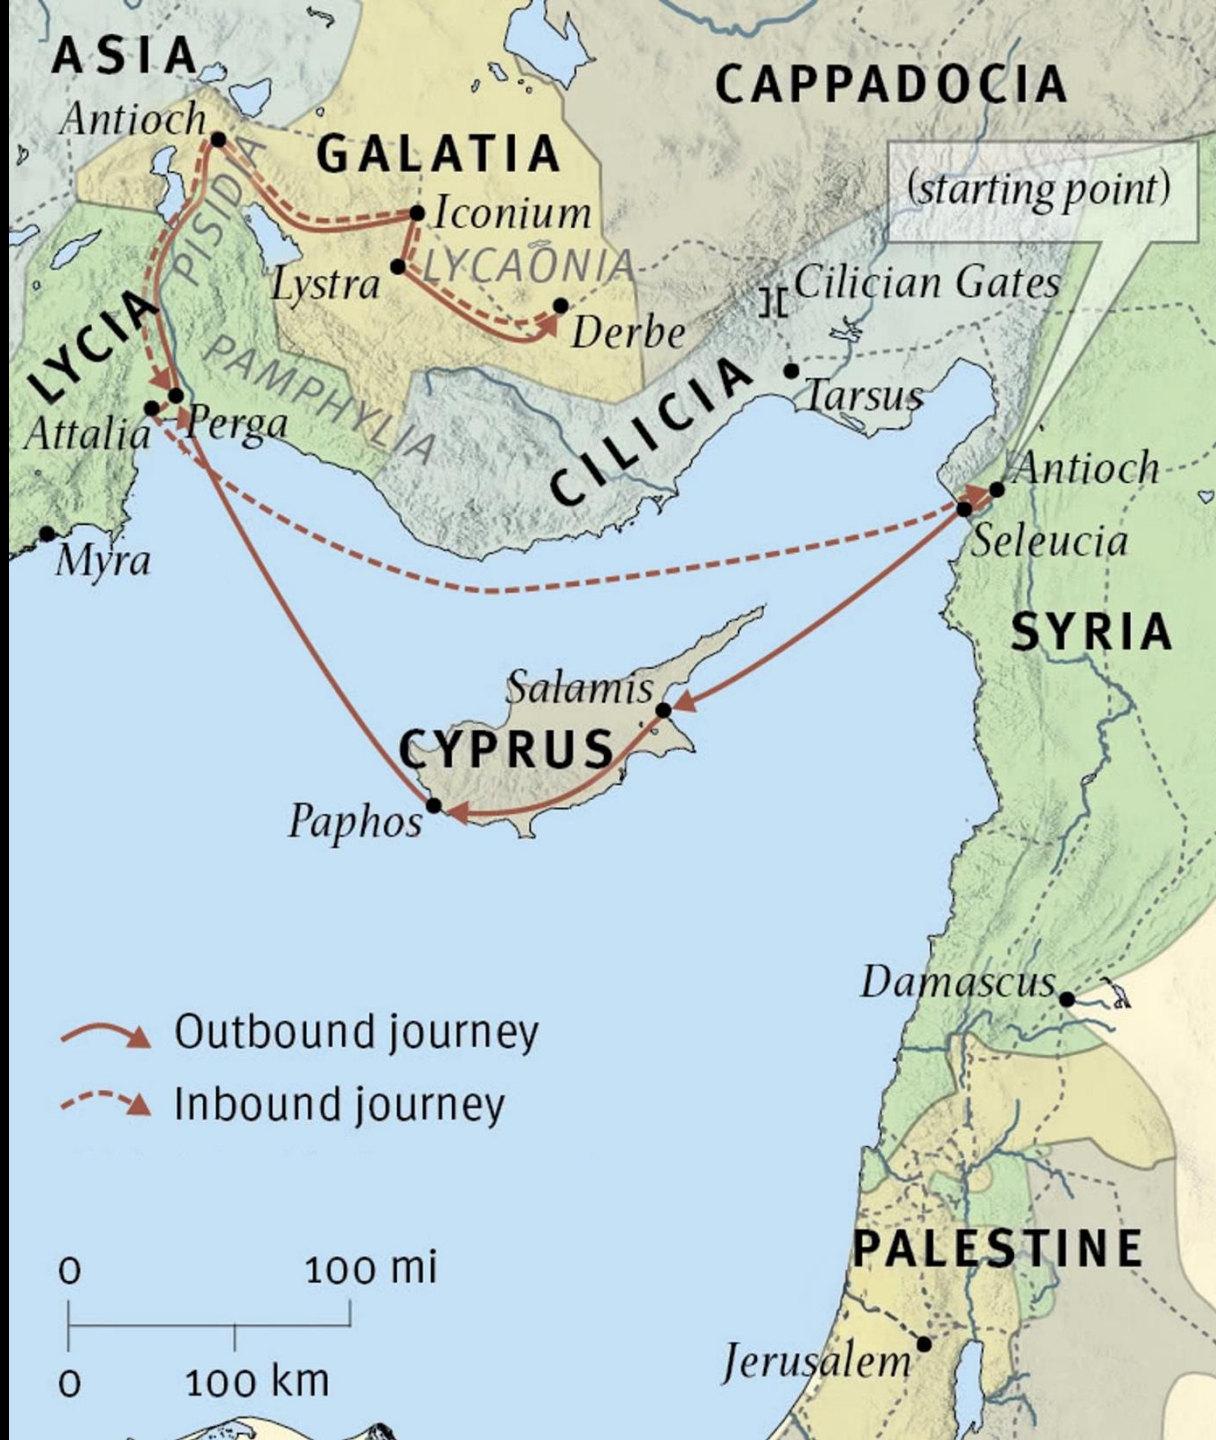 ASIA
CAPPADOCIA
Antioch
GALATIA
(starting point)
PISIDIA
Iconium
LYCAONIA
Lystra
Cilician Gates
Derbe
LYCIA
PAMPHYLIA
CILICIA
Tarsus
Attalia
Perga
Antioch
Seleucia
Myra
SYRIA
Salamis
CYPRUS
Paphos
Damascus
Outbound journey
Inbound journey
PALESTINE
0 100 mi
0 100 km
Jerusalem